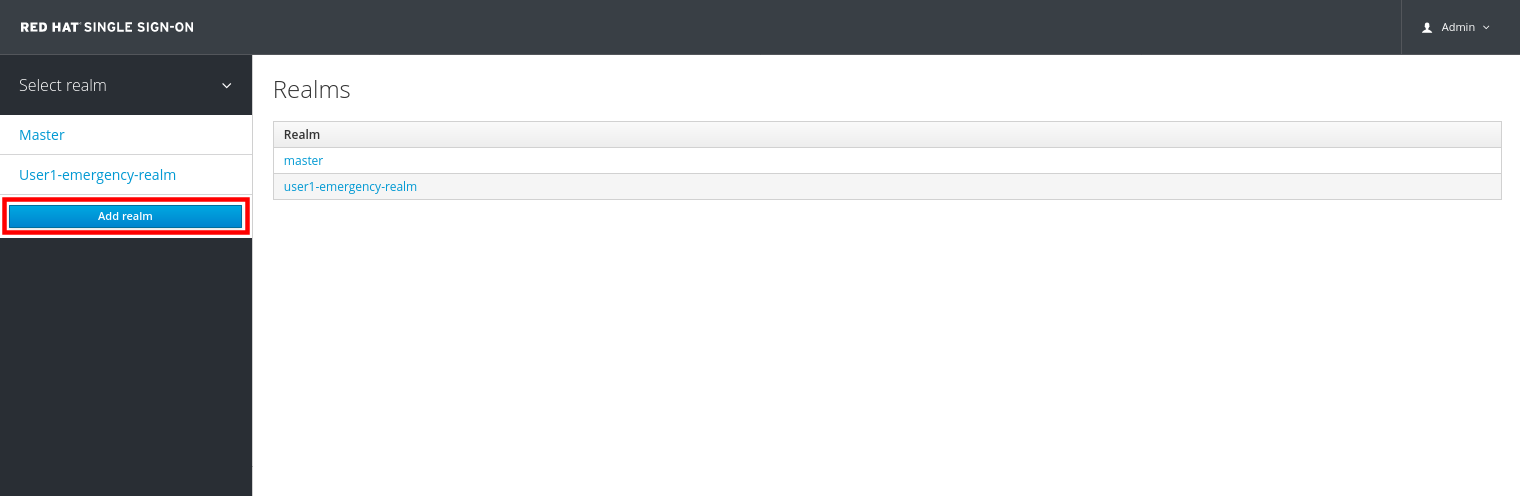 RED HAT SINGLE SIGN-ON
Admin
Select realm
Master
User1-emergency-realm
Add realm
Realms
Realm
master
user1-emergency-realm